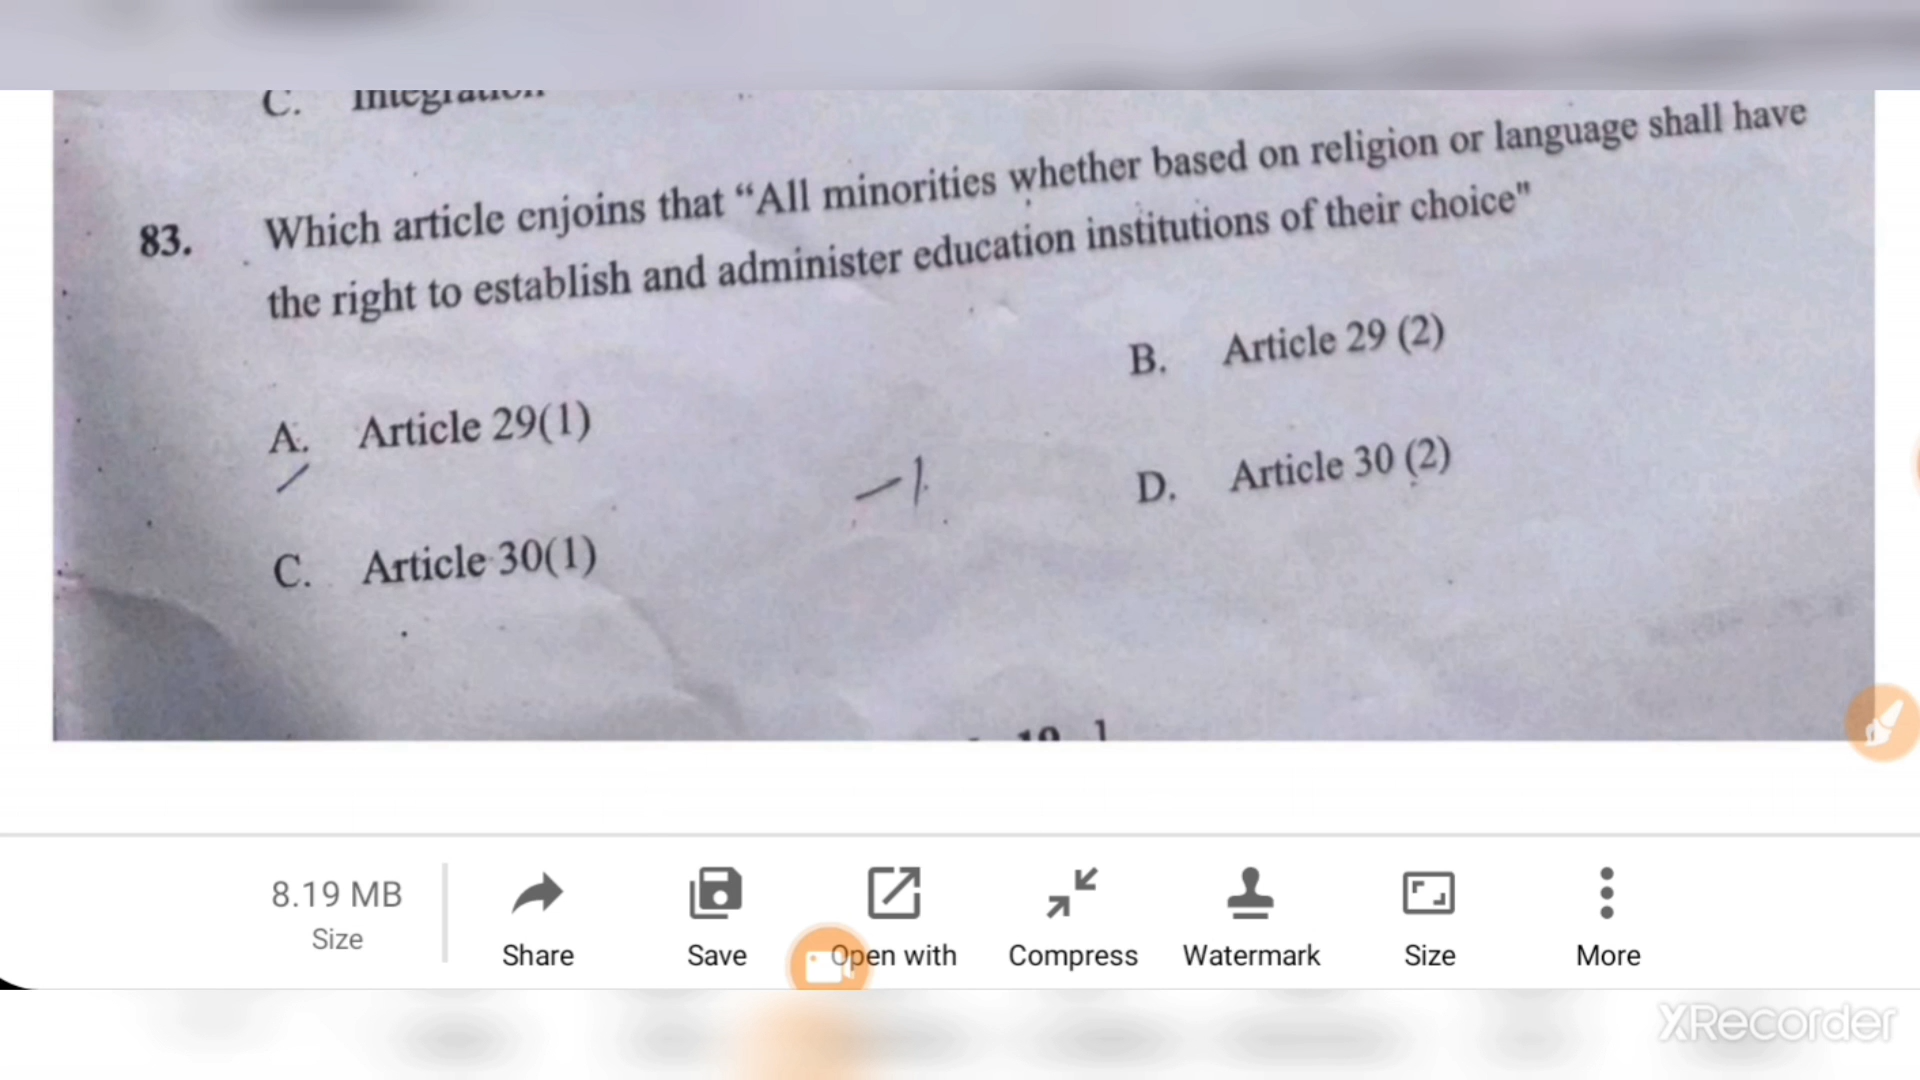 C. Integration
83. Which article enjoins that “All minorities whether based on religion or language shall have
the right to establish and administer education institutions of their choice"
A. Article 29(1)
B. Article 29 (2)
C. Article 30(1)
D. Article 30 (2)
-1
8.19 MB
Size
Share
Save
Open with
Compress
Watermark
Size
More
XRecorder